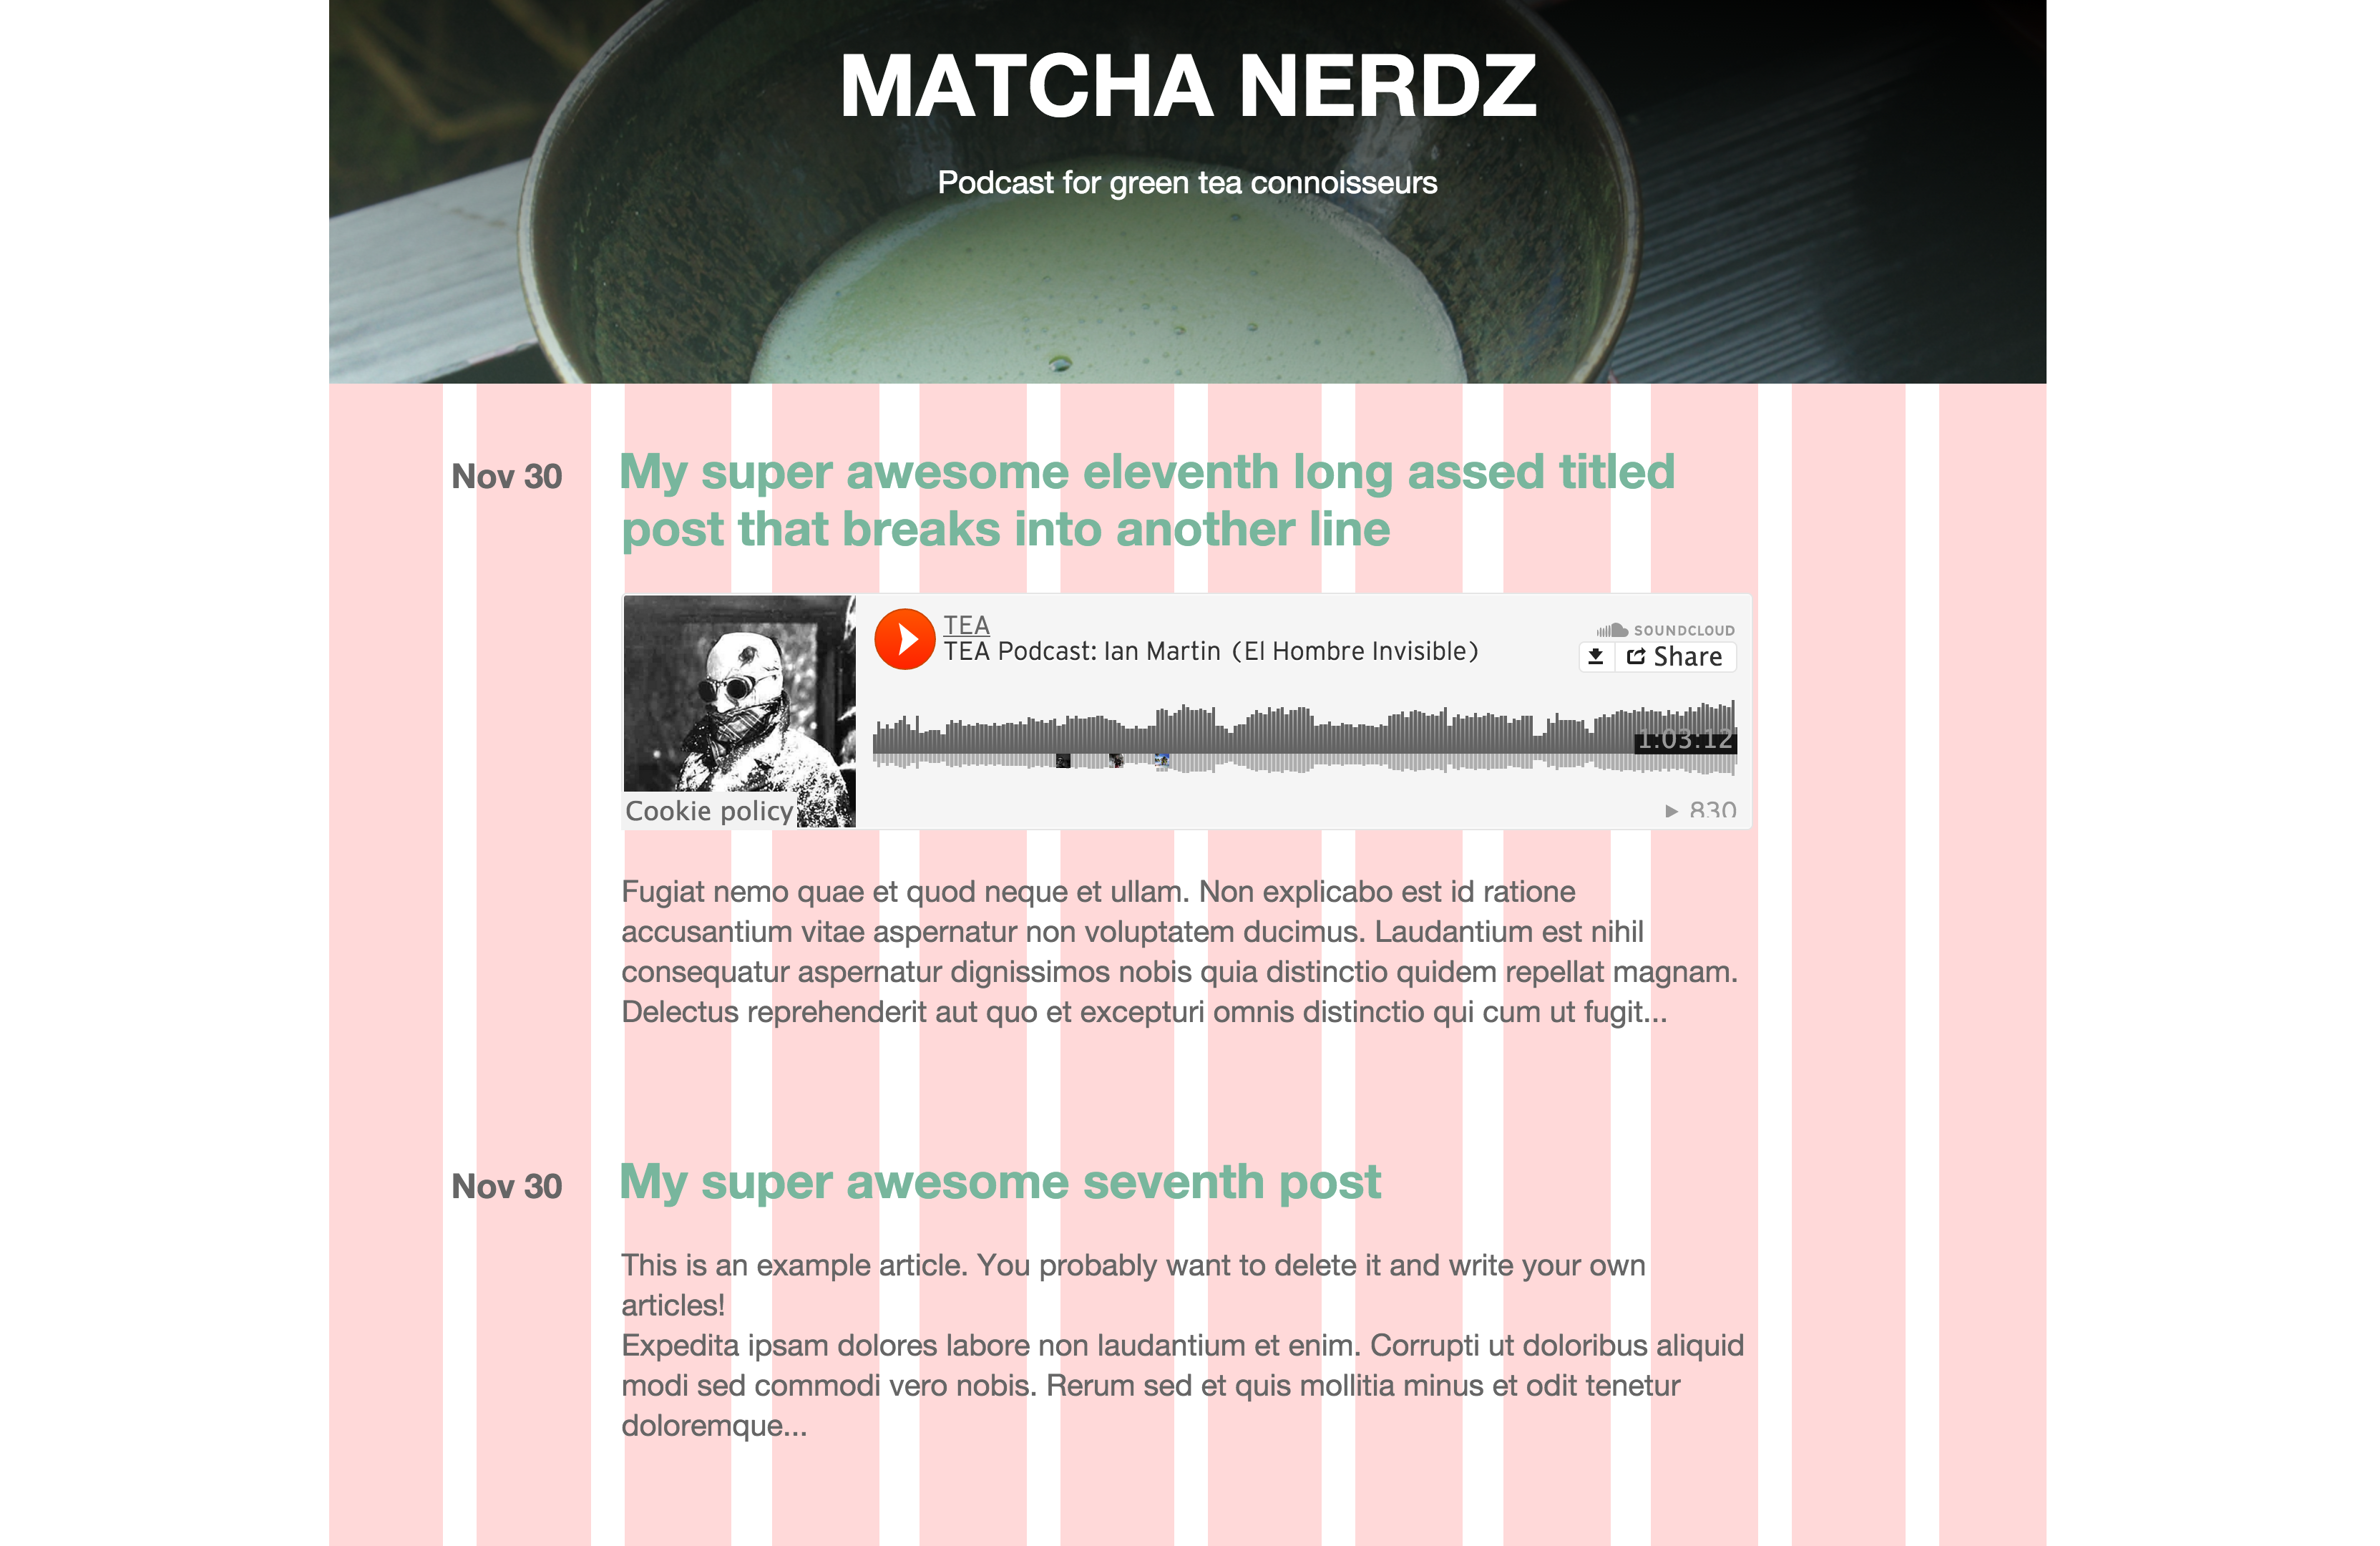 MATCHA NERDZ
Podcast for green tea connoisseurs
Nov 30
My super awesome eleventh long assed titled
post that breaks into another line
TEA
TEA Podcast: Ian Martin (El Hombre Invisible)
SOUNDCLOUD
Share
1:03:12
Cookie policy
830
Fugiat nemo quae et quod neque et ullam. Non explicabo est id ratione
accusantium vitae aspernatur non voluptatem ducimus. Laudantium est nihil
consequatur aspernatur dignissimos nobis quia distinctio quidem repellat magnam.
Delectus reprehenderit aut quo et excepturi omnis distinctio qui cum ut fugit...
Nov 30
My super awesome seventh post
This is an example article. You probably want to delete it and write your own
articles!
Expedita ipsam dolores labore non laudantium et enim. Corrupti ut doloribus aliquid
modi sed commodi vero nobis. Rerum sed et quis mollitia minus et odit tenetur
doloremque...